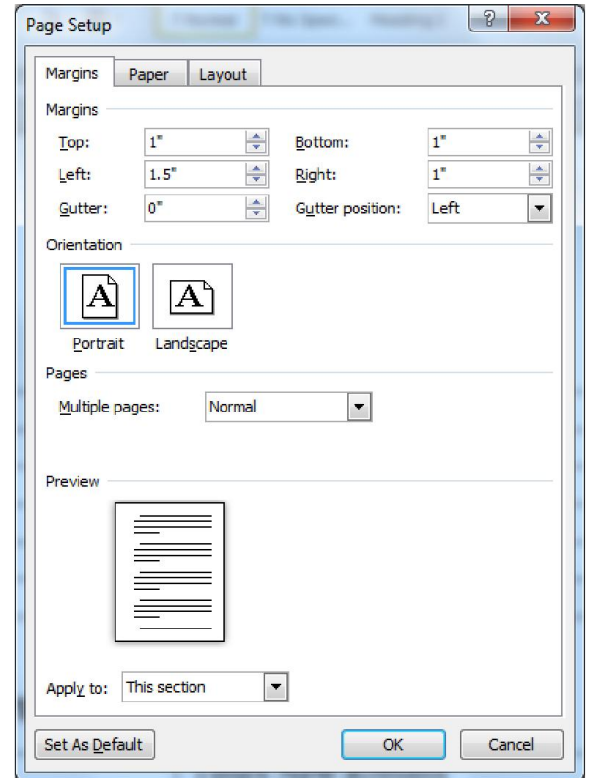 Page Setup
Margins Paper Layout
Margins
Top: 1" Bottom: 1"
Left: 1.5" Right: 1"
Gutter: 0" Gutter position: Left
Orientation
A A
Portrait Landscape
Pages
Multiple pages: Normal
Preview
Apply to: This section
Set As Default OK Cancel